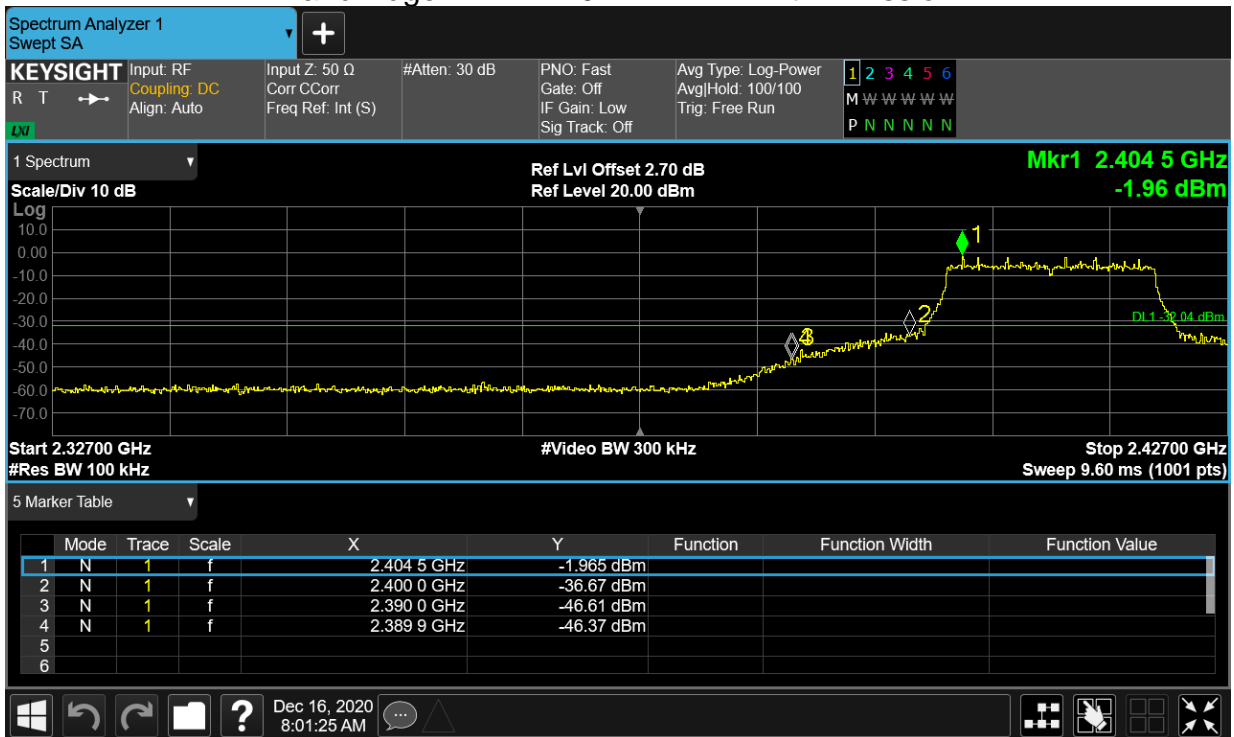 Spectrum Analyzer 1
Swept SA
KEYSIGHT
R T
LXI
Input: RF
Coupling: DC
Align: Auto
Input Z: 50 Ω
Corr CCorr
Freq Ref: Int (S)
#Atten: 30 dB
PNO: Fast
Gate: Off
IF Gain: Low
Sig Track: Off
Avg Type: Log-Power
Avg|Hold: 100/100
Trig: Free Run
1 2 3 4 5 6
M W W W W W
P N N N N N
1 Spectrum
Scale/Div 10 dB
Ref Lvl Offset 2.70 dB
Ref Level 20.00 dBm
Mkr1 2.404 5 GHz
-1.96 dBm
Log
10.0
0.00
-10.0
-20.0
-30.0
-40.0
-50.0
-60.0
-70.0
1
2
DL1 -32.04 dBm
Start 2.32700 GHz
#Res BW 100 kHz
#Video BW 300 kHz
Stop 2.42700 GHz
Sweep 9.60 ms (1001 pts)
5 Marker Table
Mode Trace Scale X Y Function Function Width Function Value
1 N 1 f 2.404 5 GHz -1.965 dBm
2 N 1 f 2.400 0 GHz -36.67 dBm
3 N 1 f 2.390 0 GHz -46.61 dBm
4 N 1 f 2.389 9 GHz -46.37 dBm
5
6
?
Dec 16, 2020
8:01:25 AM